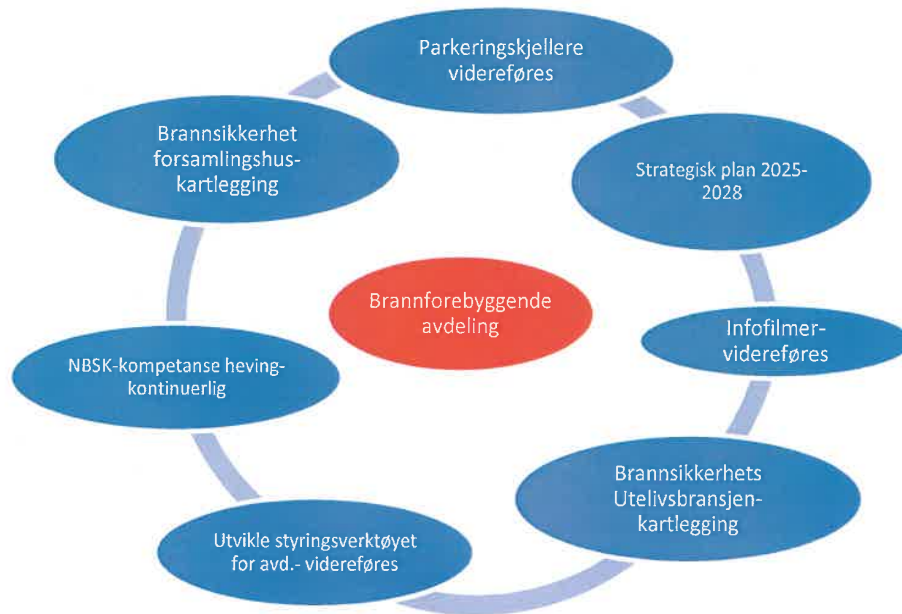 Parkeringskjellere
videreføres
Brannsikkerhet
forsamlingshus-
kartlegging
Strategisk plan 2025-
2028
Brannforebyggende
avdeling
Infofilmer-
videreføres
NBSK-kompetanse heving-
kontinuerlig
Brannsikkerhets
Utelivsbransjen-
kartlegging
Utvikle styringsverktøyet
for avd.- videreføres